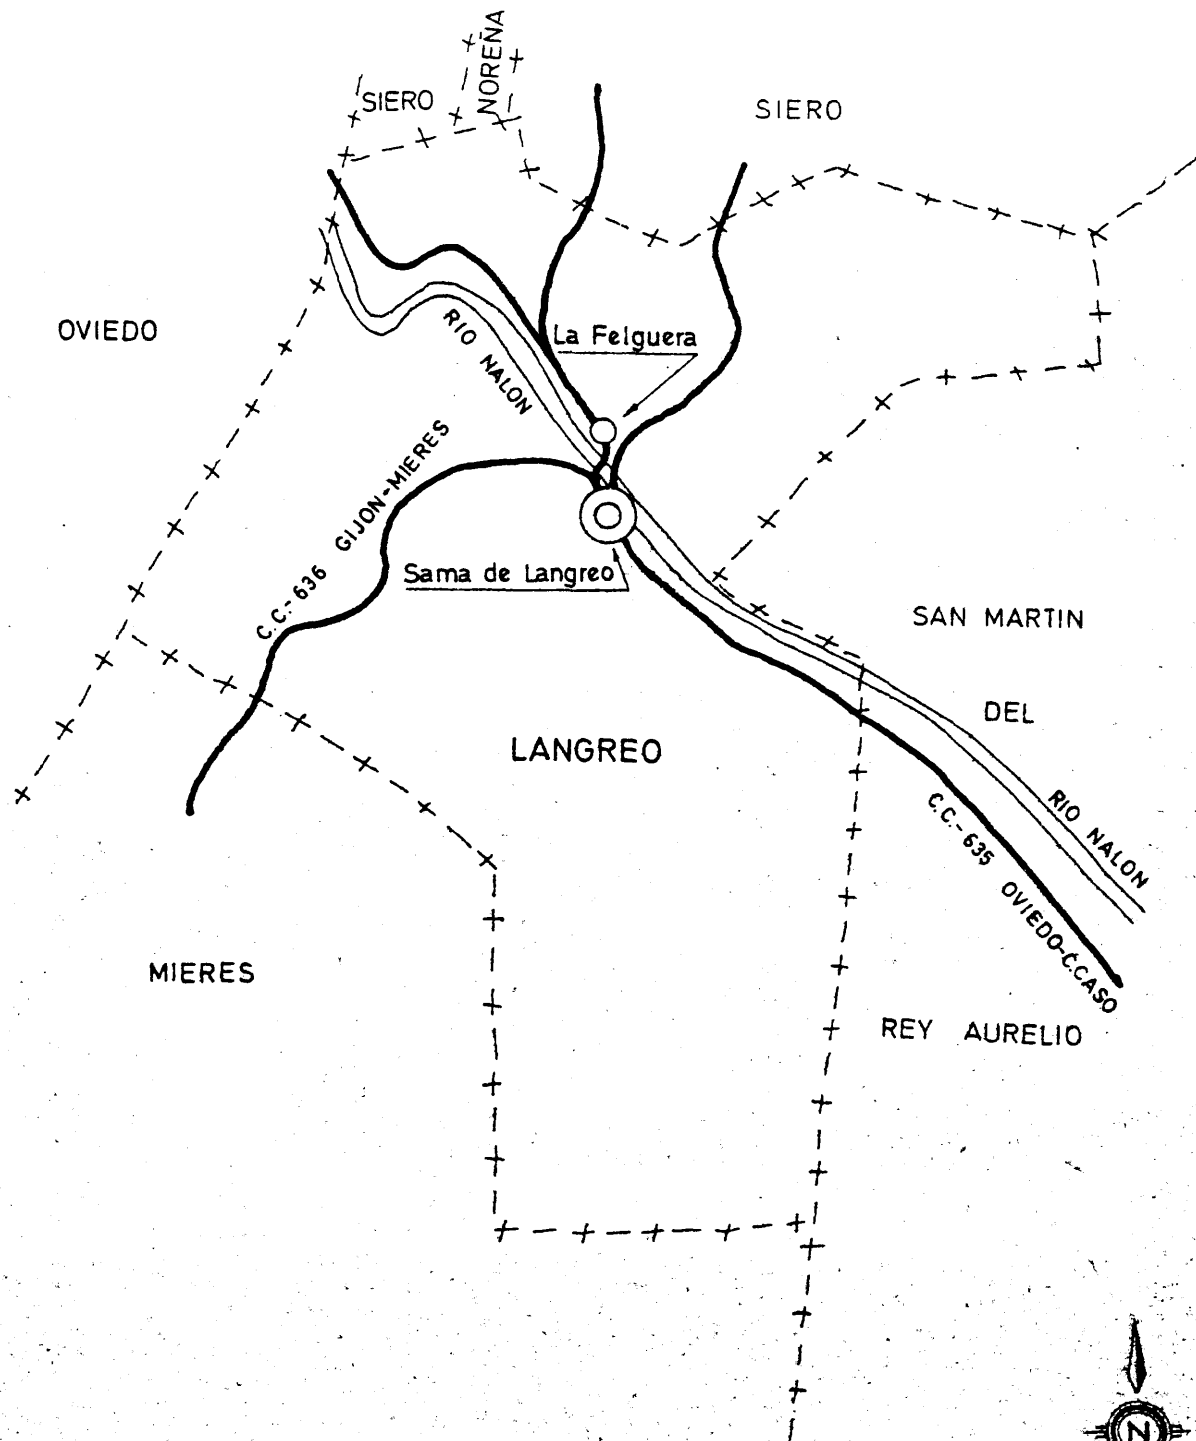 NOREÑA
SIERO
SIERO
OVIEDO
La Felguera
RIO NALON
C.C.-636 GIJON-MIERES
Sama de Langreo
SAN MARTIN
DEL
LANGREO
RIO NALON
C.C.-635 OVIEDO-C.CASO
MIERES
REY AURELIO
N